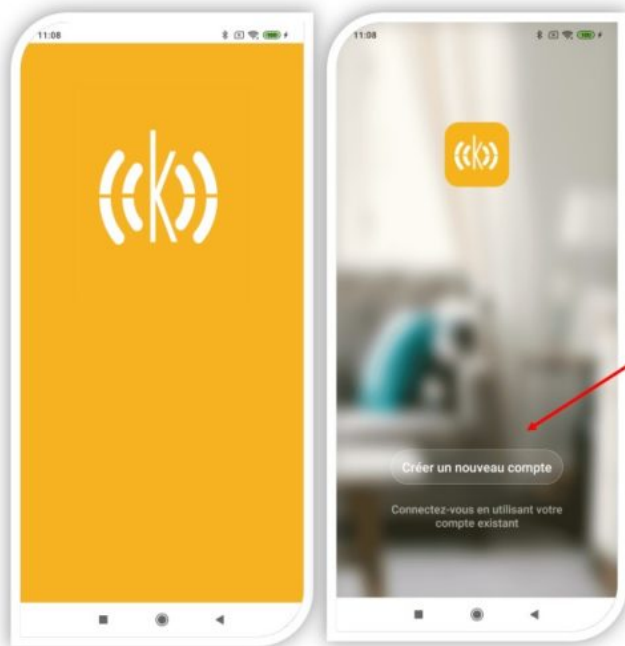 11:08
((k))
11:08
((k))
Créer un nouveau compte
Connectez-vous en utilisant votre
compte existant